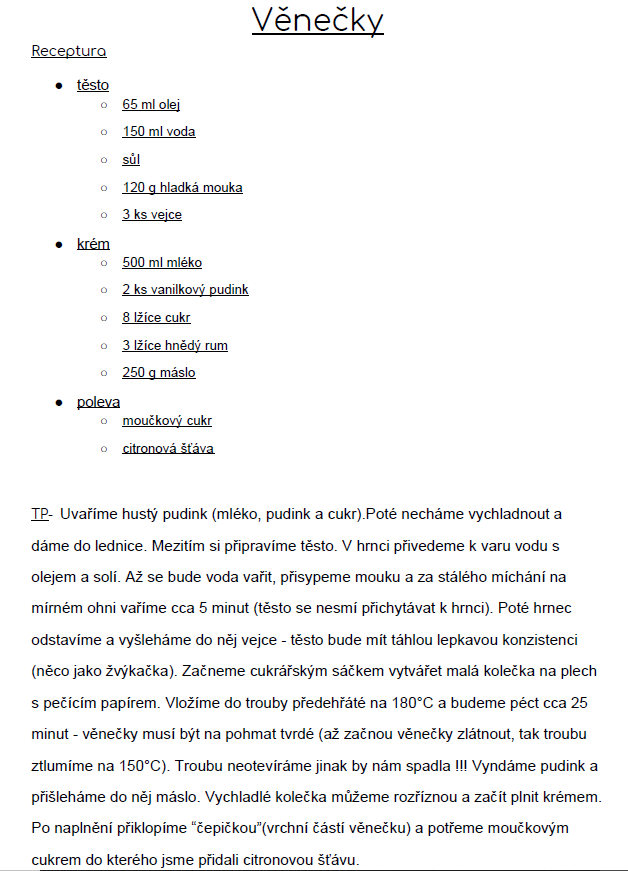 Věnečky
Receptura
● těsto
○ 65 ml olej
○ 150 ml voda
○ sůl
○ 120 g hladká mouka
○ 3 ks vejce
● krém
○ 500 ml mléko
○ 2 ks vanilkový pudink
○ 8 lžíce cukr
○ 3 lžíce hnědý rum
○ 250 g máslo
● poleva
○ moučkový cukr
○ citronová šťáva
TP- Uvaříme hustý pudink (mléko, pudink a cukr).Poté necháme vychladnout a
dáme do lednice. Mezitím si připravíme těsto. V hrnci přivedeme k varu vodu s
olejem a solí. Až se bude voda vařit, přisypeme mouku a za stálého míchání na
mírném ohni vaříme cca 5 minut (těsto se nesmí přichytávat k hrnci). Poté hrnec
odstavíme a vyšleháme do něj vejce - těsto bude mít táhlou lepkavou konzistenci
(něco jako žvýkačka). Začneme cukrářským sáčkem vytvářet malá kolečka na plech
s pečícím papírem. Vložíme do trouby předehřáté na 180°C a budeme péct cca 25
minut - věnečky musí být na pohmat tvrdé (až začnou věnečky zlátnout, tak troubu
ztlumíme na 150°C). Troubu neotevíráme jinak by nám spadla !!! Vyndáme pudink a
přišleháme do něj máslo. Vychladlé kolečka můžeme rozříznou a začít plnit krémem.
Po naplnění přiklopíme “čepičkou”(vrchní částí věnečku) a potřeme moučkovým
cukrem do kterého jsme přidali citronovou šťávu.